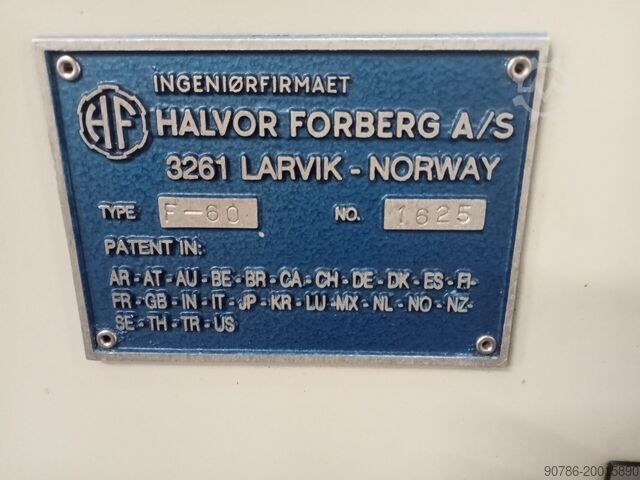 INGENIØRFIRMAET
HF HALVOR FORBERG A/S
3261 LARVIK - NORWAY
TYPE F-60 NO. 1625
PATENT IN:
AR-AT-AU-BE-BR-CA-CH-DE-DK-ES-FI-
FR-GB-IN-IT-JP-KR-LU-MX-NL-NO-NZ-
SE-TH-TR-US
90786-20015890